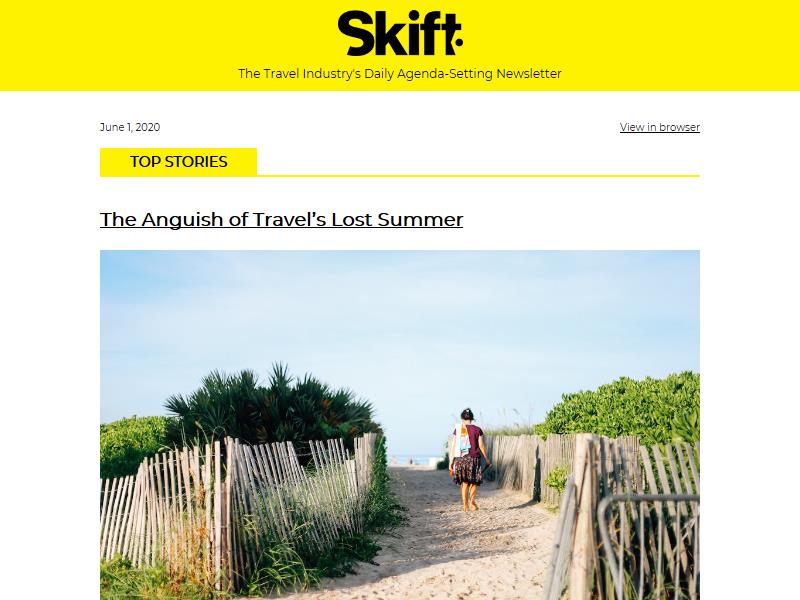 Skift
The Travel Industry's Daily Agenda-Setting Newsletter
June 1, 2020
View in browser
TOP STORIES
The Anguish of Travel’s Lost Summer